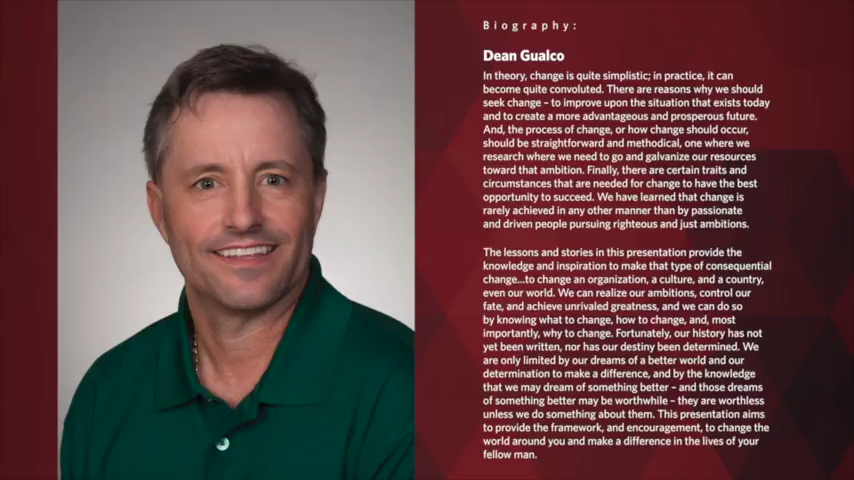 Biography:
Dean Gualco
In theory, change is quite simplistic; in practice, it can
become quite convoluted. There are reasons why we should
seek change – to improve upon the situation that exists today
and to create a more advantageous and prosperous future.
And, the process of change, or how change should occur,
should be straightforward and methodical, one where we
research where we need to go and galvanize our resources
toward that ambition. Finally, there are certain traits and
circumstances that are needed for change to have the best
opportunity to succeed. We have learned that change is
rarely achieved in any other manner than by passionate
and driven people pursuing righteous and just ambitions.
The lessons and stories in this presentation provide the
knowledge and inspiration to make that type of consequential
change...to change an organization, a culture, and a country,
even our world. We can realize our ambitions, control our
fate, and achieve unrivaled greatness, and we can do so
by knowing what to change, how to change, and, most
importantly, why to change. Fortunately, our history has not
yet been written, nor has our destiny been determined. We
are only limited by our dreams of a better world and our
determination to make a difference, and by the knowledge
that we may dream of something better – and those dreams
of something better may be worthwhile – they are worthless
unless we do something about them. This presentation aims
to provide the framework, and encouragement, to change the
world around you and make a difference in the lives of your
fellow man.